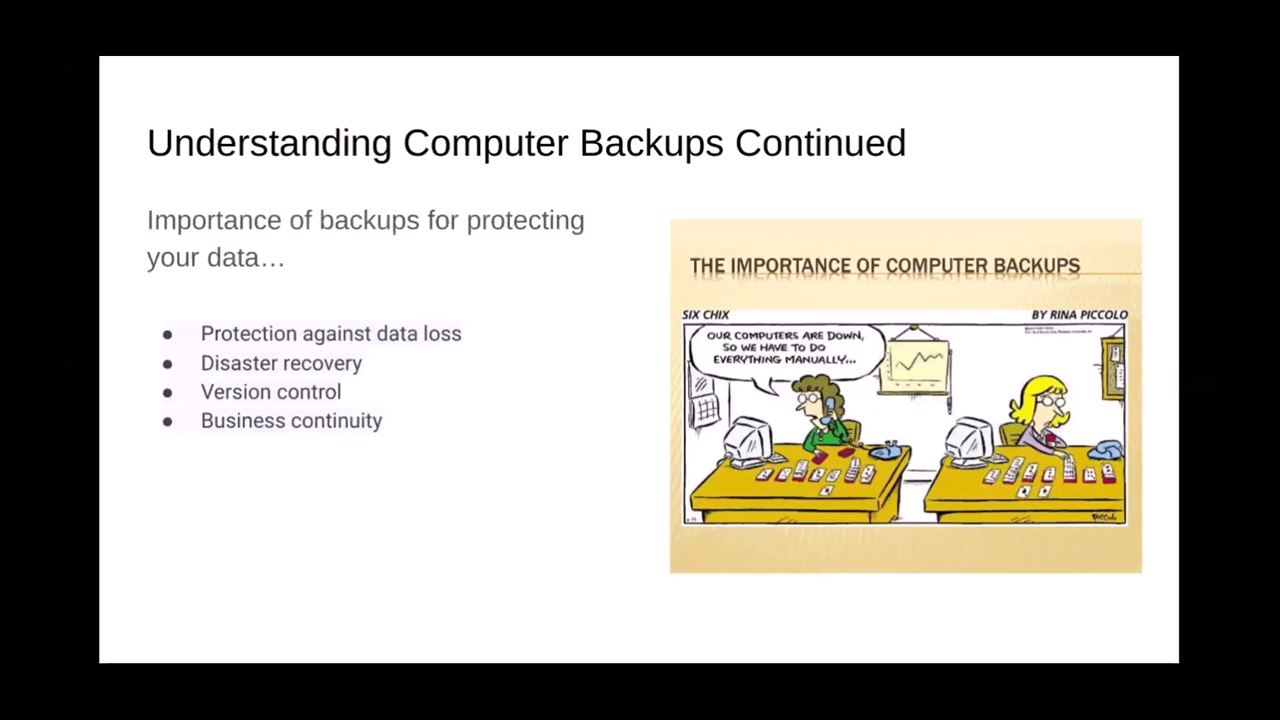 Understanding Computer Backups Continued
Importance of backups for protecting
your data…
● Protection against data loss
● Disaster recovery
● Version control
● Business continuity
THE IMPORTANCE OF COMPUTER BACKUPS
SIX CHIX
BY RINA PICCOLO
OUR COMPUTERS ARE DOWN,
SO WE HAVE TO DO
EVERYTHING MANUALLY...